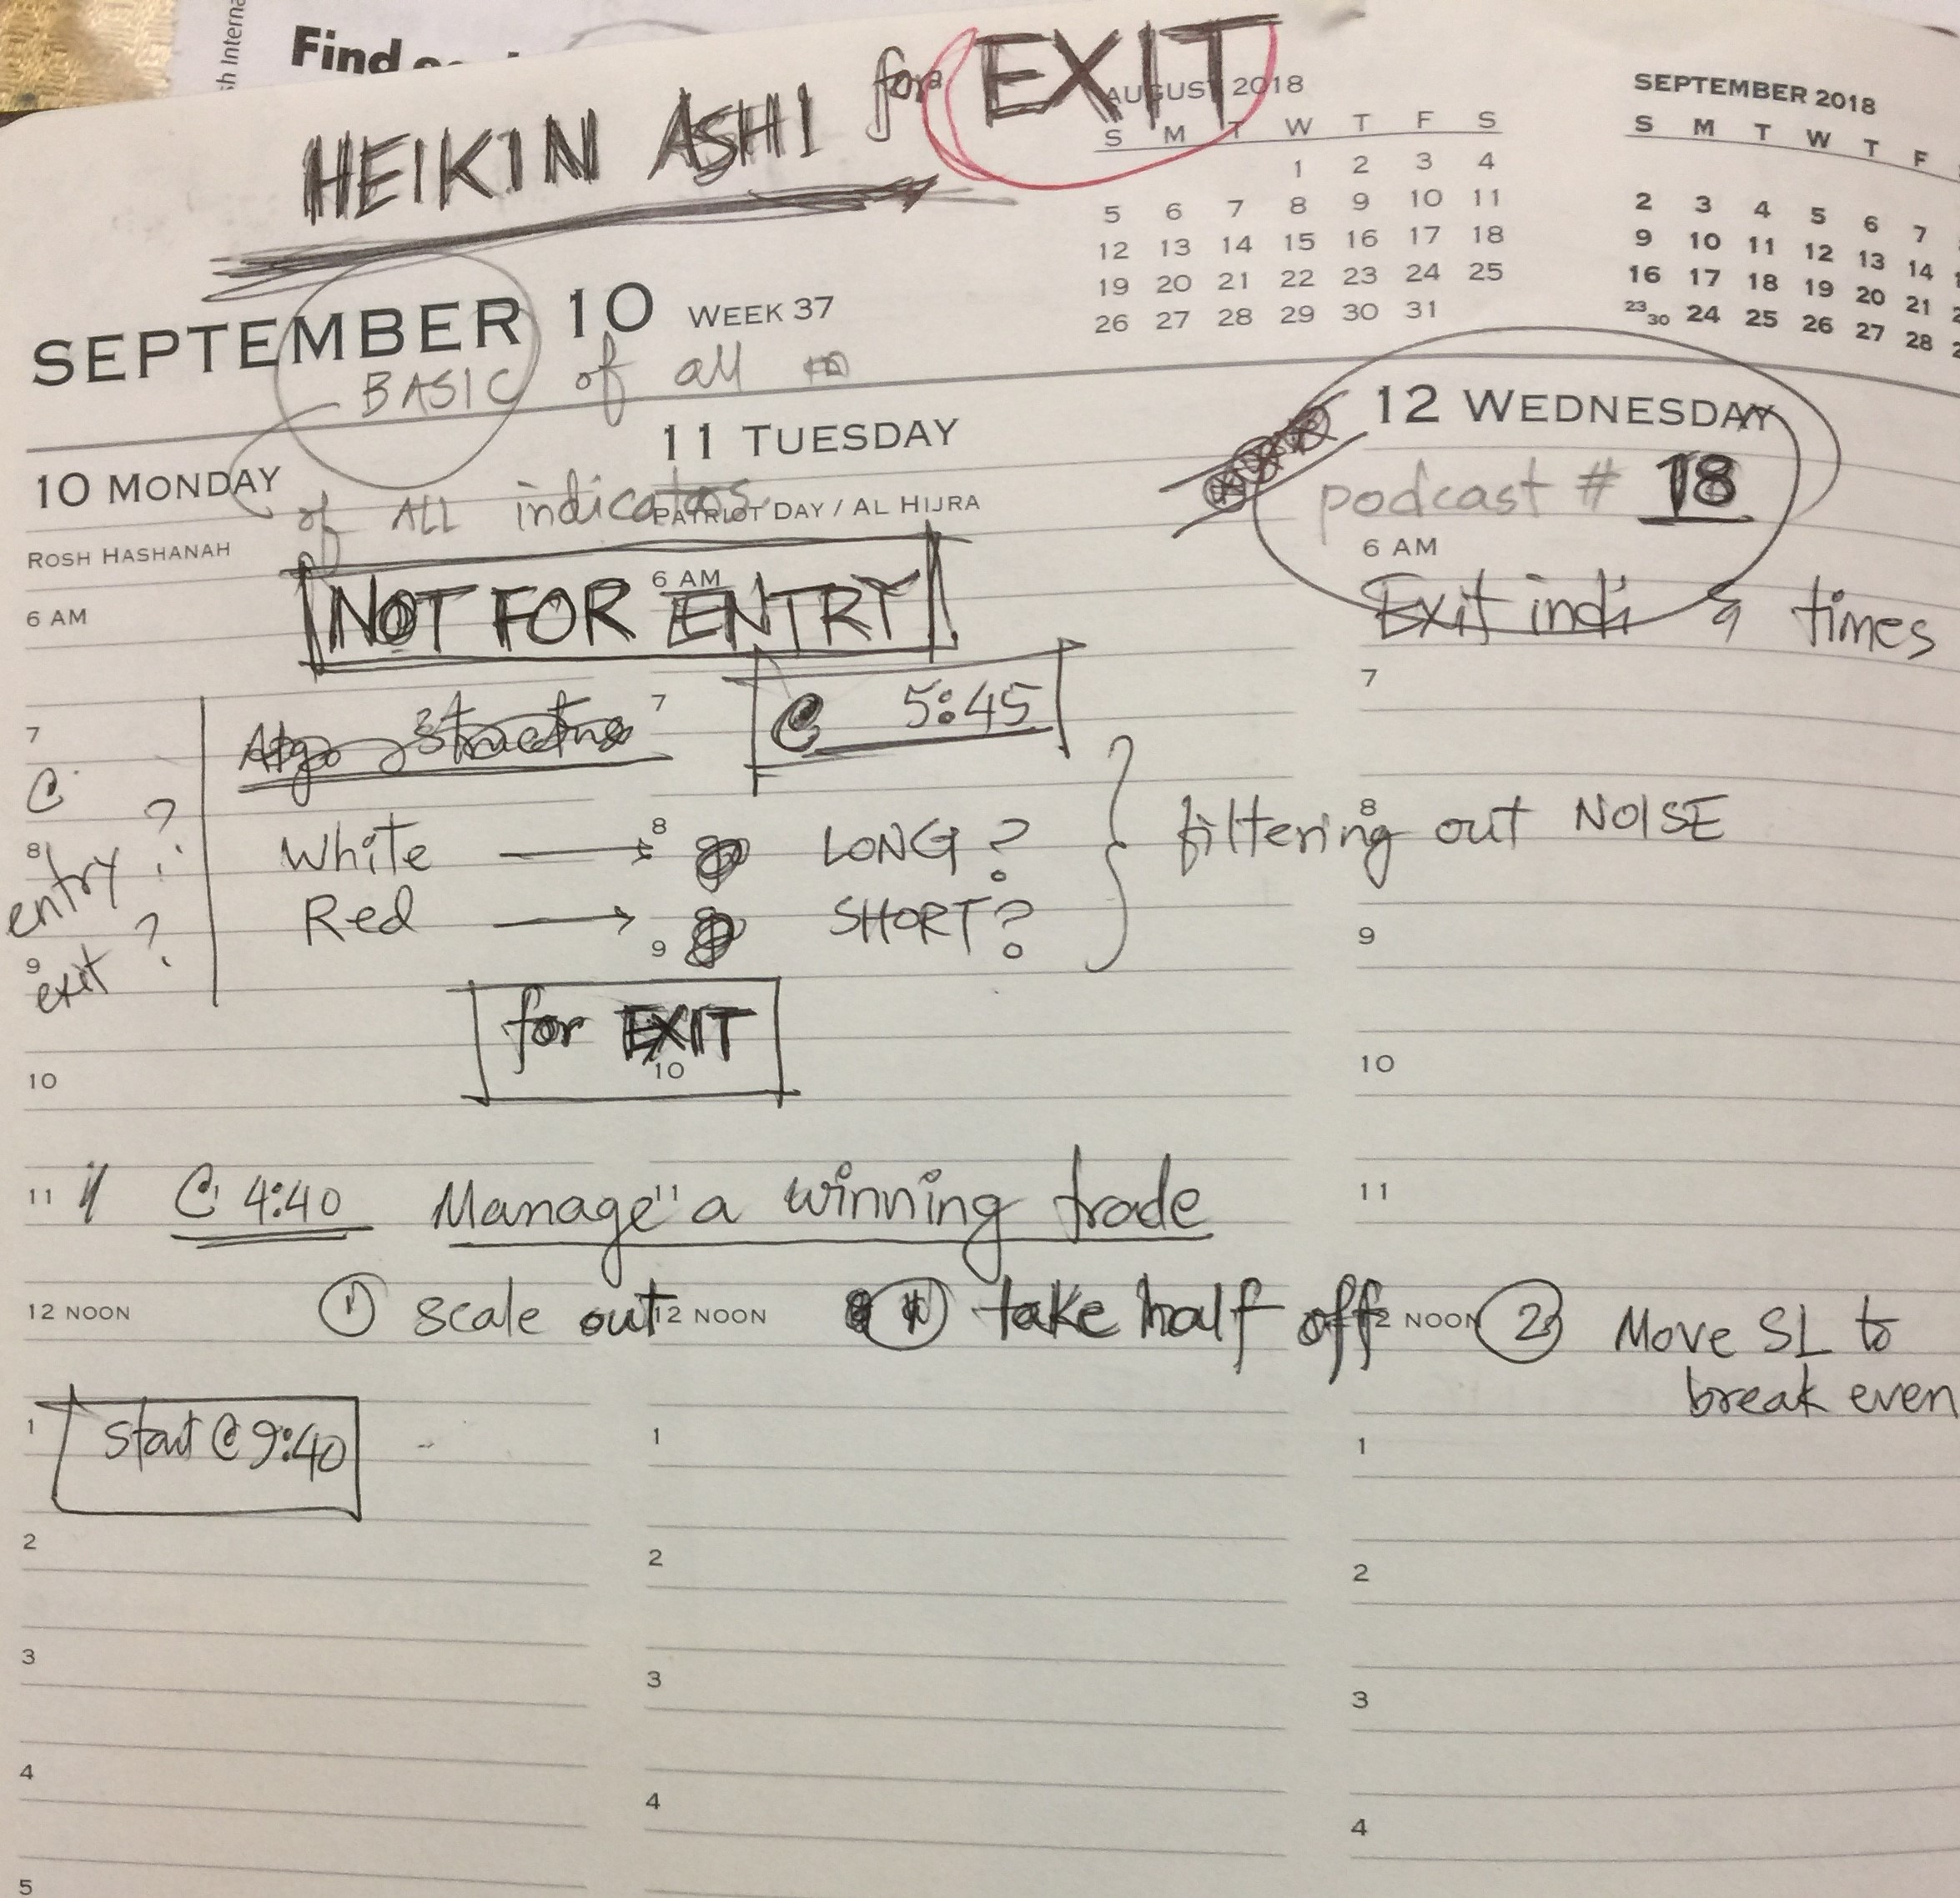 Find
HEIKIN ASHI for EXIT
AUGUST 2018
S M T W T F S
1 2 3 4
5 6 7 8 9 10 11
12 13 14 15 16 17 18
19 20 21 22 23 24 25
26 27 28 29 30 31
SEPTEMBER 2018
S M T W T F
2 3 4 5 6 7
9 10 11 12 13 14
16 17 18 19 20 21
23 30 24 25 26 27 28
SEPTEMBER 10 WEEK 37
BASIC of all
10 MONDAY
11 TUESDAY
12 WEDNESDAY
of ALL indicators
PATRIOT DAY / AL HIJRA
podcast # 18
ROSH HASHANAH
6 AM
6 AM
6 AM
NOT FOR ENTRY
Exit indi & times
7
7
7
Algo structure
@ 5:45
@
entry ?
exit ?
8
8
8
White → LONG ?
Red → SHORT ?
filtering out NOISE
9
9
9
for EXIT
10
10
10
11
11
11
@ 4:40 Manage a winning trade
12 NOON
12 NOON
12 NOON
1 scale out 1 take half off 2 Move SL to
break even
start @ 9:40
1
1
1
2
2
2
3
3
3
4
4
4
5